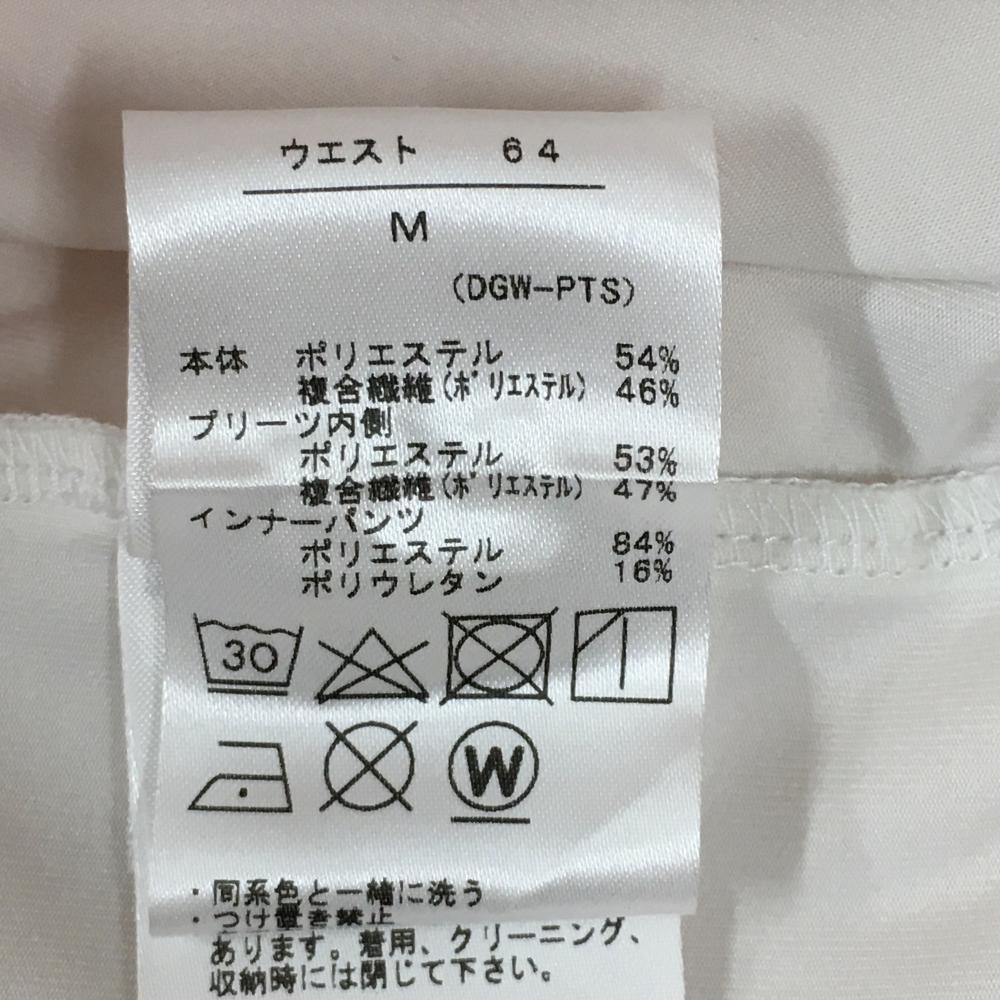 ウエスト 64
M
(DGW-PTS)
本体 ポリエステル 54%
複合繊維(ポリエステル) 46%
プリーツ内側
ポリエステル 53%
複合繊維(ポリエステル) 47%
インナーパンツ
ポリエステル 84%
ポリウレタン 16%
30
W
・同系色と一緒に洗う
・つけ置き禁止
あります。着用、クリーニング、
収納時には閉じて下さい。